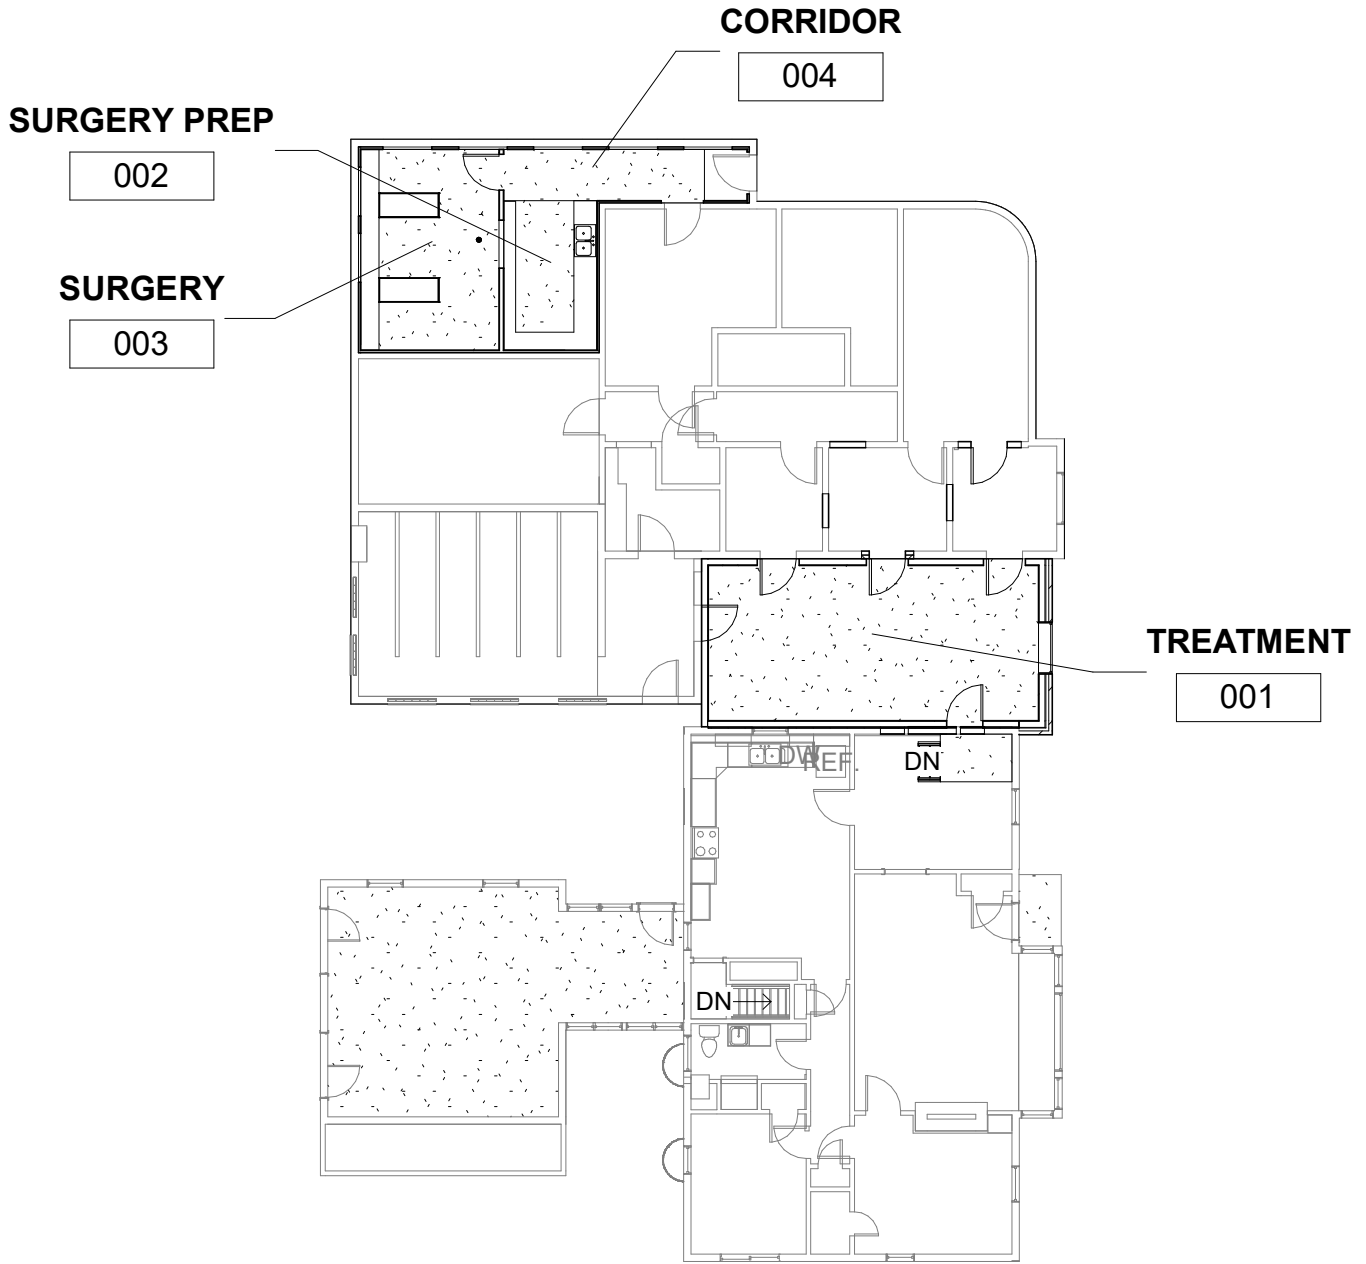 CORRIDOR
004
SURGERY PREP
002
SURGERY
003
TREATMENT
001
DW
REF.
DN
DN